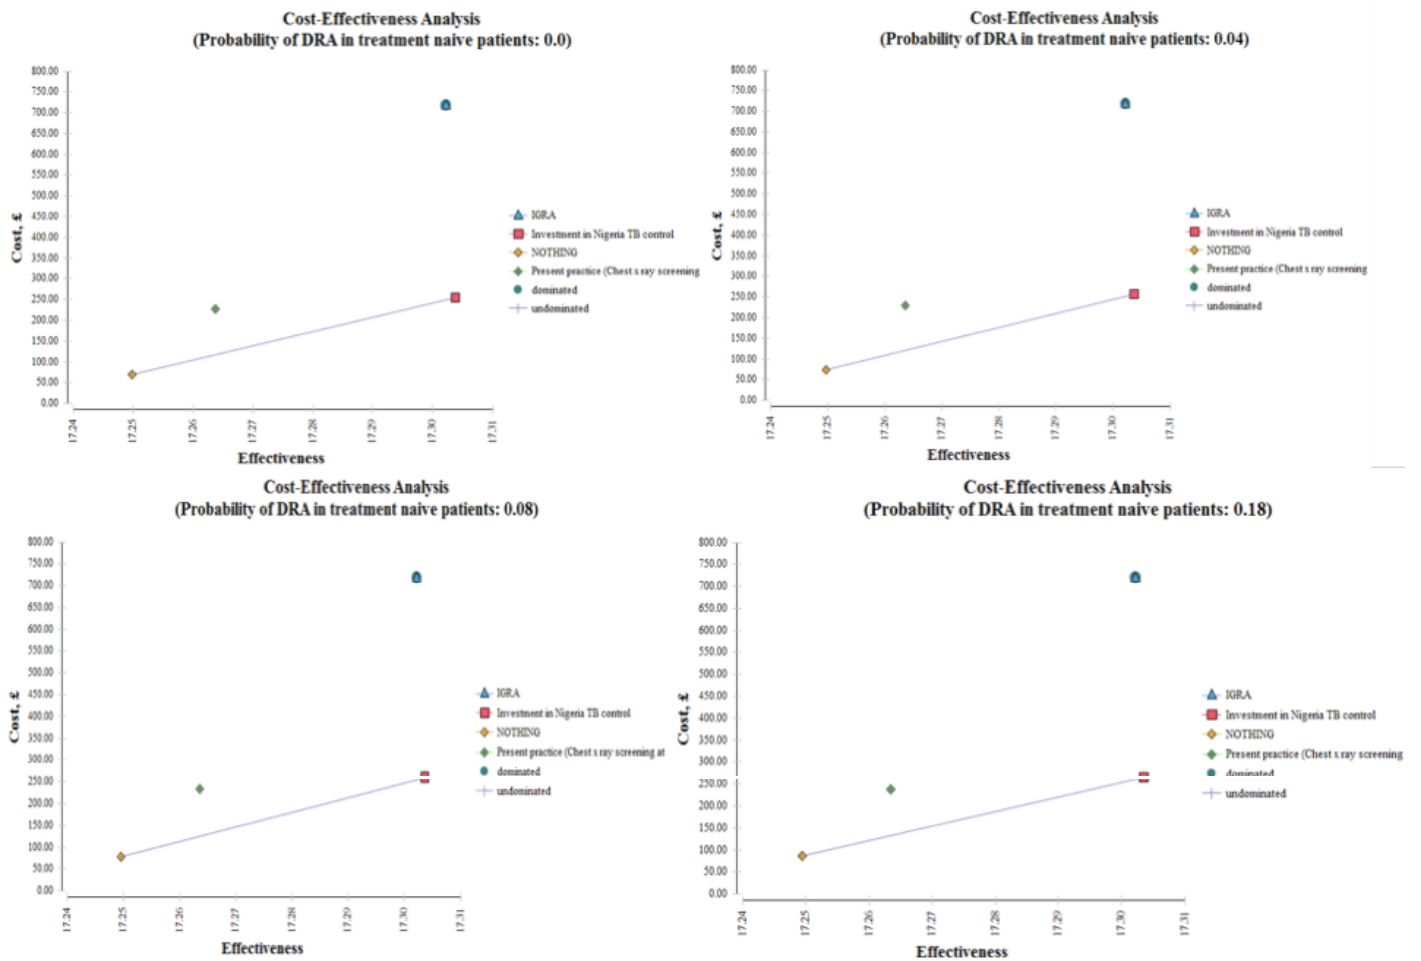 Cost-Effectiveness Analysis
(Probability of DRA in treatment naive patients: 0.0)
800.00
750.00
700.00
650.00
600.00
550.00
500.00
450.00
400.00
350.00
300.00
250.00
200.00
150.00
100.00
50.00
0.00
Cost, £
17.24
17.25
17.26
17.27
17.28
17.29
17.30
17.31
Effectiveness
IGRA
Investment in Nigeria TB control
NOTHING
Present practice (Chest x ray screening
dominated
undominated
Cost-Effectiveness Analysis
(Probability of DRA in treatment naive patients: 0.04)
800.00
750.00
700.00
650.00
600.00
550.00
500.00
450.00
400.00
350.00
300.00
250.00
200.00
150.00
100.00
50.00
0.00
Cost, £
17.24
17.25
17.26
17.27
17.28
17.29
17.30
17.31
Effectiveness
IGRA
Investment in Nigeria TB control
NOTHING
Present practice (Chest x ray screening
dominated
undominated
Cost-Effectiveness Analysis
(Probability of DRA in treatment naive patients: 0.08)
800.00
750.00
700.00
650.00
600.00
550.00
500.00
450.00
400.00
350.00
300.00
250.00
200.00
150.00
100.00
50.00
0.00
Cost, £
17.24
17.25
17.26
17.27
17.28
17.29
17.30
17.31
Effectiveness
IGRA
Investment in Nigeria TB control
NOTHING
Present practice (Chest x ray screening at
dominated
undominated
Cost-Effectiveness Analysis
(Probability of DRA in treatment naive patients: 0.18)
800.00
750.00
700.00
650.00
600.00
550.00
500.00
450.00
400.00
350.00
300.00
250.00
200.00
150.00
100.00
50.00
0.00
Cost, £
17.24
17.25
17.26
17.27
17.28
17.29
17.30
17.31
Effectiveness
IGRA
Investment in Nigeria TB control
NOTHING
Present practice (Chest x ray screening
dominated
undominated